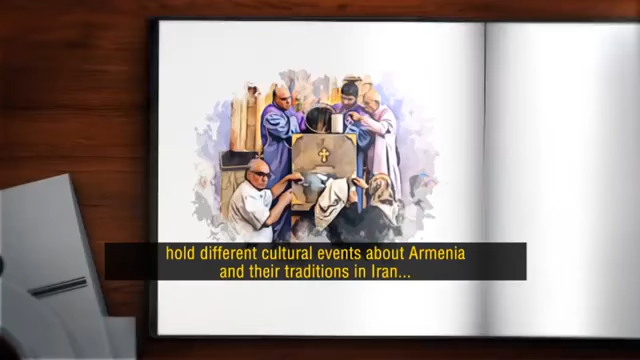 hold different cultural events about Armenia
and their traditions in Iran...